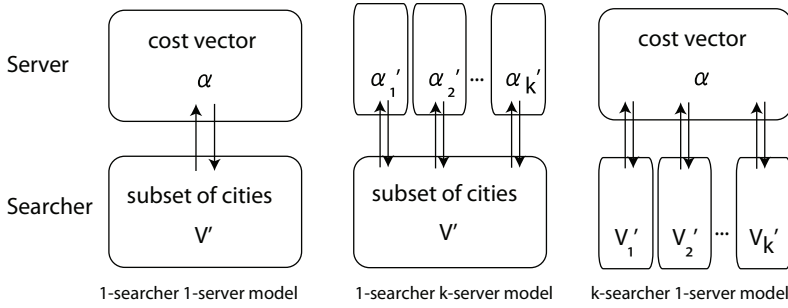 Server
cost vector
α
α₁' α₂' ... αk'
cost vector
α
Searcher
subset of cities
V'
subset of cities
V'
V₁' V₂' ... Vk'
1-searcher 1-server model
1-searcher k-server model
k-searcher 1-server model